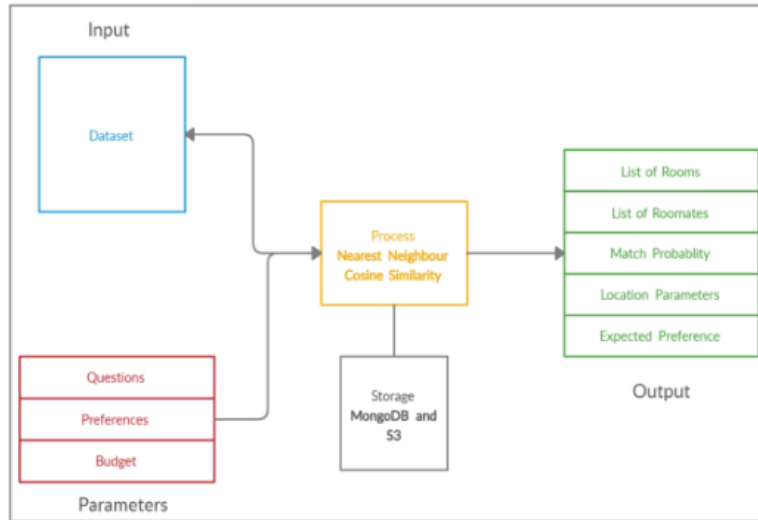 Input
Dataset
Process
Nearest Neighbour
Cosine Similarity
List of Rooms
List of Roomates
Match Probablity
Location Parameters
Expected Preference
Output
Questions
Preferences
Budget
Parameters
Storage
MongoDB and
S3